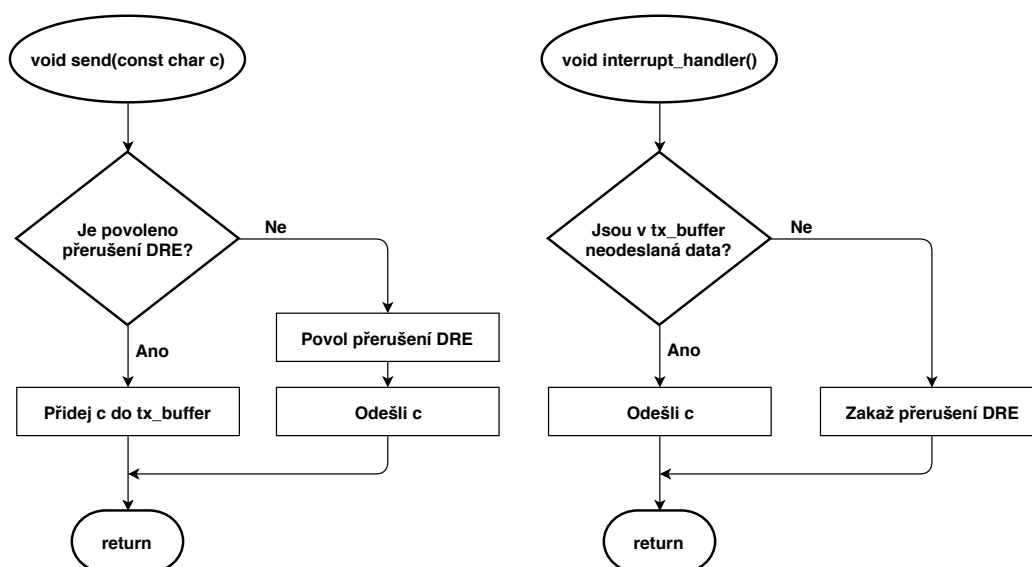 void send(const char c)
Je povoleno
přerušení DRE?
Ne
Povol přerušení DRE
Ano
Přidej c do tx_buffer
Odešli c
return
void interrupt_handler()
Jsou v tx_buffer
neodeslaná data?
Ne
Ano
Odešli c
Zakaž přerušení DRE
return